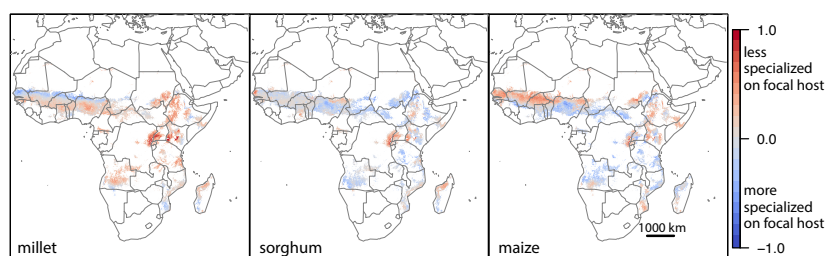 millet
sorghum
maize
1000 km
1.0
less
specialized
on focal host
0.0
more
specialized
on focal host
−1.0